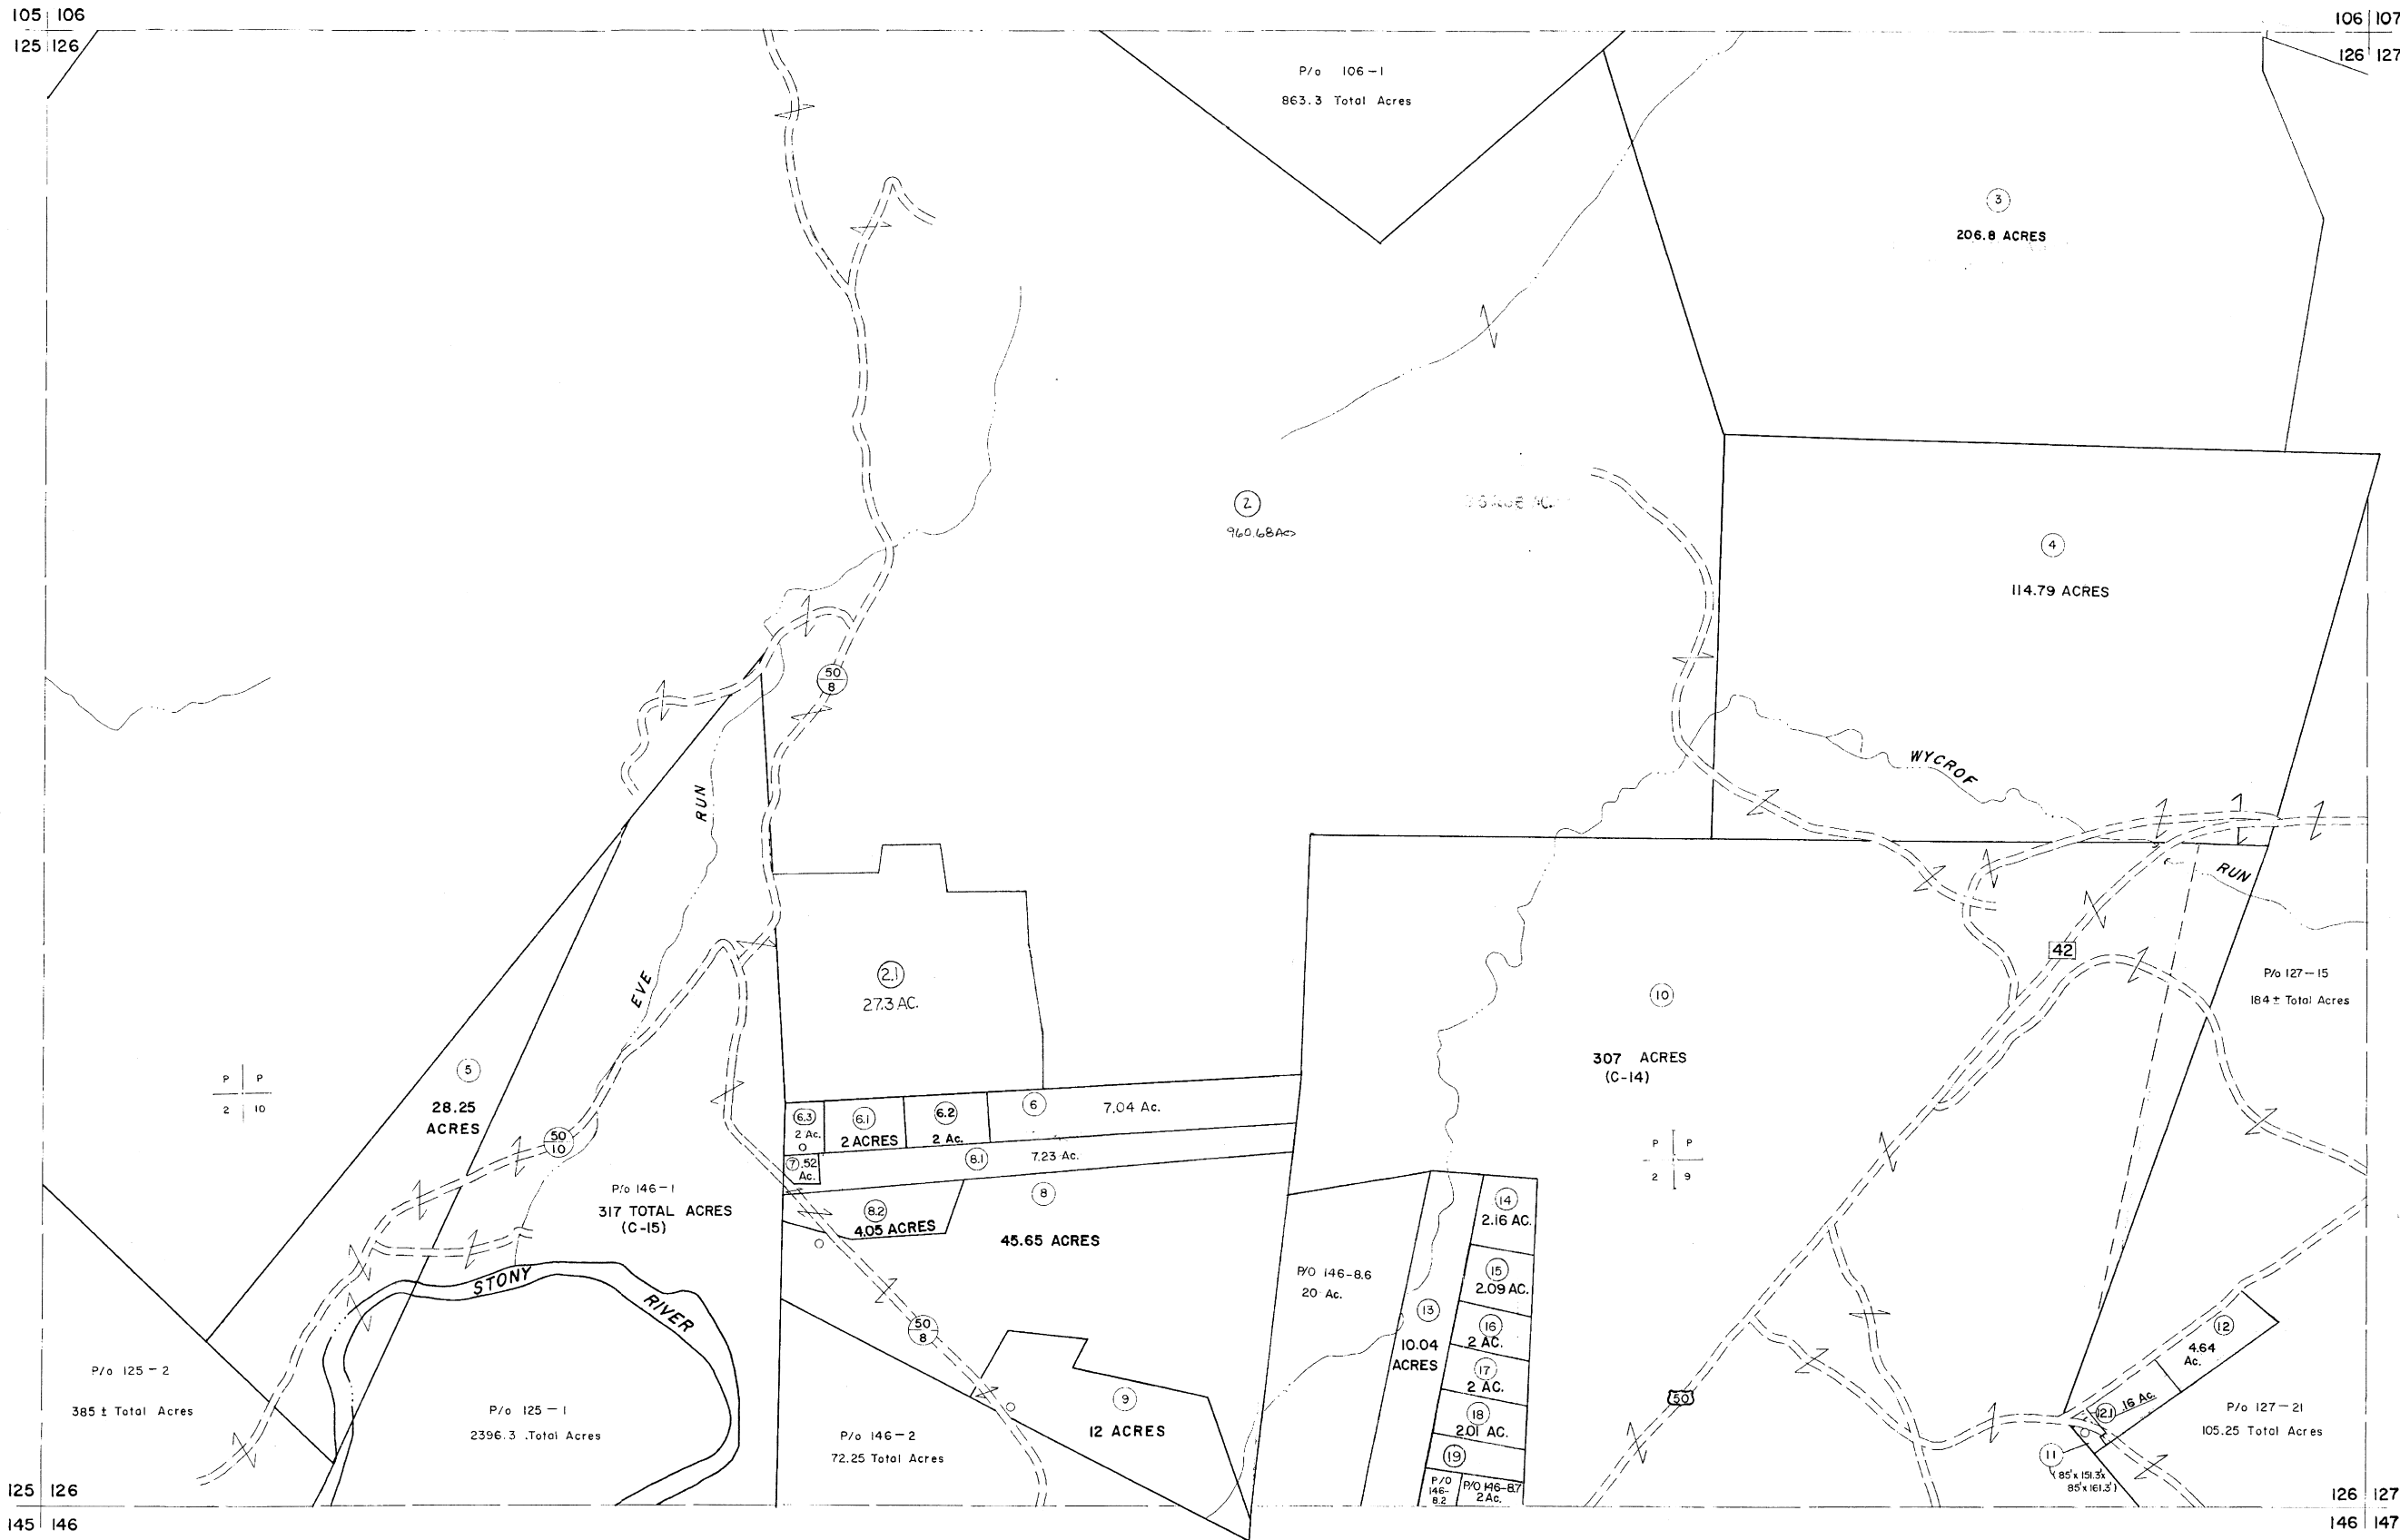 105 106
125 126
106 107
126 127
P/o 106-1
863.3 Total Acres
3
206.8 ACRES
2
960.68 Ac
4
114.79 ACRES
50
8
WYCROF
RUN
RUN
EVE
42
2.1
27.3 AC.
10
307 ACRES
(C-14)
P/o 127-15
184 ± Total Acres
P P
2 10
5
28.25
ACRES
50
10
6.3
2 Ac.
6.1
2 ACRES
6.2
2 Ac.
6
7.04 Ac.
7
.52
Ac.
8.1
7.23 Ac.
P P
2 9
P/o 146-1
317 TOTAL ACRES
(C-15)
8.2
4.05 ACRES
8
45.65 ACRES
14
2.16 AC.
15
2.09 AC.
P/O 146-8.6
20 Ac.
STONY
RIVER
13
10.04
ACRES
16
2 AC.
17
2 AC.
18
2.01 AC.
19
50
8
12
4.64
Ac.
P/o 125-2
385 ± Total Acres
P/o 125-1
2396.3 .Total Acres
9
12 ACRES
50
12.1
.16 Ac.
P/o 127-21
105.25 Total Acres
P/o 146-2
72.25 Total Acres
11
(85'x 151.3'x
85'x161.3')
P/O
146-
8.2
P/O 146-8.7
2 Ac.
125 126
145 146
126 127
146 147